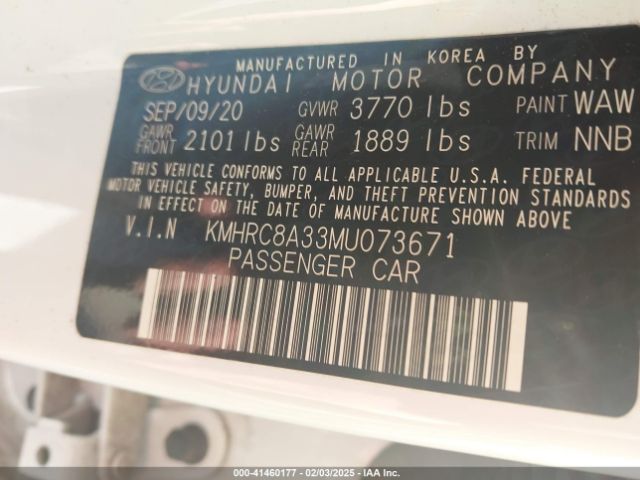 MANUFACTURED IN KOREA BY
HYUNDAI MOTOR COMPANY
SEP/09/20 GVWR 3770 lbs PAINT WAW
GAWR FRONT 2101 lbs GAWR REAR 1889 lbs TRIM NNB
THIS VEHICLE CONFORMS TO ALL APPLICABLE U.S.A. FEDERAL
MOTOR VEHICLE SAFETY, BUMPER, AND THEFT PREVENTION STANDARDS
IN EFFECT ON THE DATE OF MANUFACTURE SHOWN ABOVE
V.I.N KMHRC8A33MU073671
PASSENGER CAR
000-41460177 - 02/03/2025 - IAA Inc.